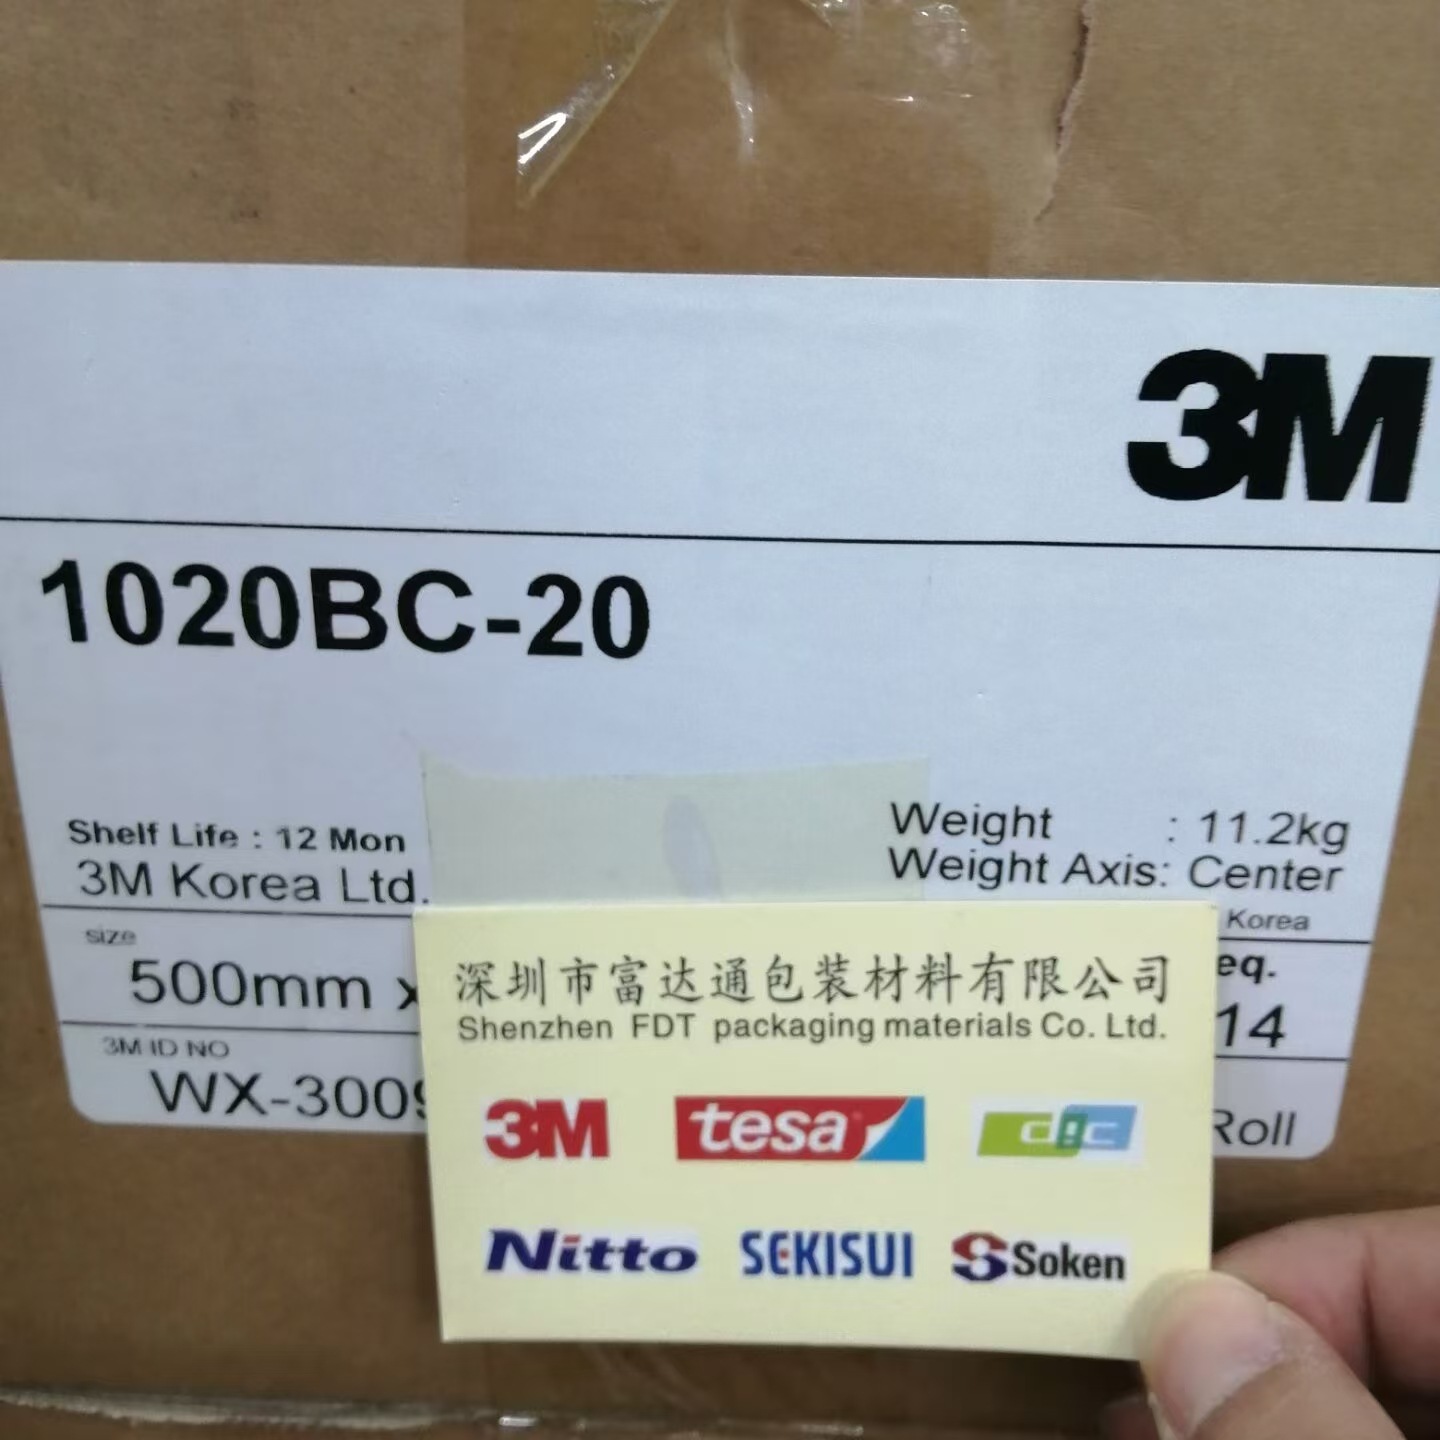 3M
1020BC-20
Shelf Life : 12 Mon
3M Korea Ltd.
Weight : 11.2kg
Weight Axis: Center
Korea
size
500mm x
eq.
14
3M ID NO
WX-3009
Roll
深圳市富达通包装材料有限公司
Shenzhen FDT packaging materials Co. Ltd.
3M tesa dic
Nitto SEKISUI Soken